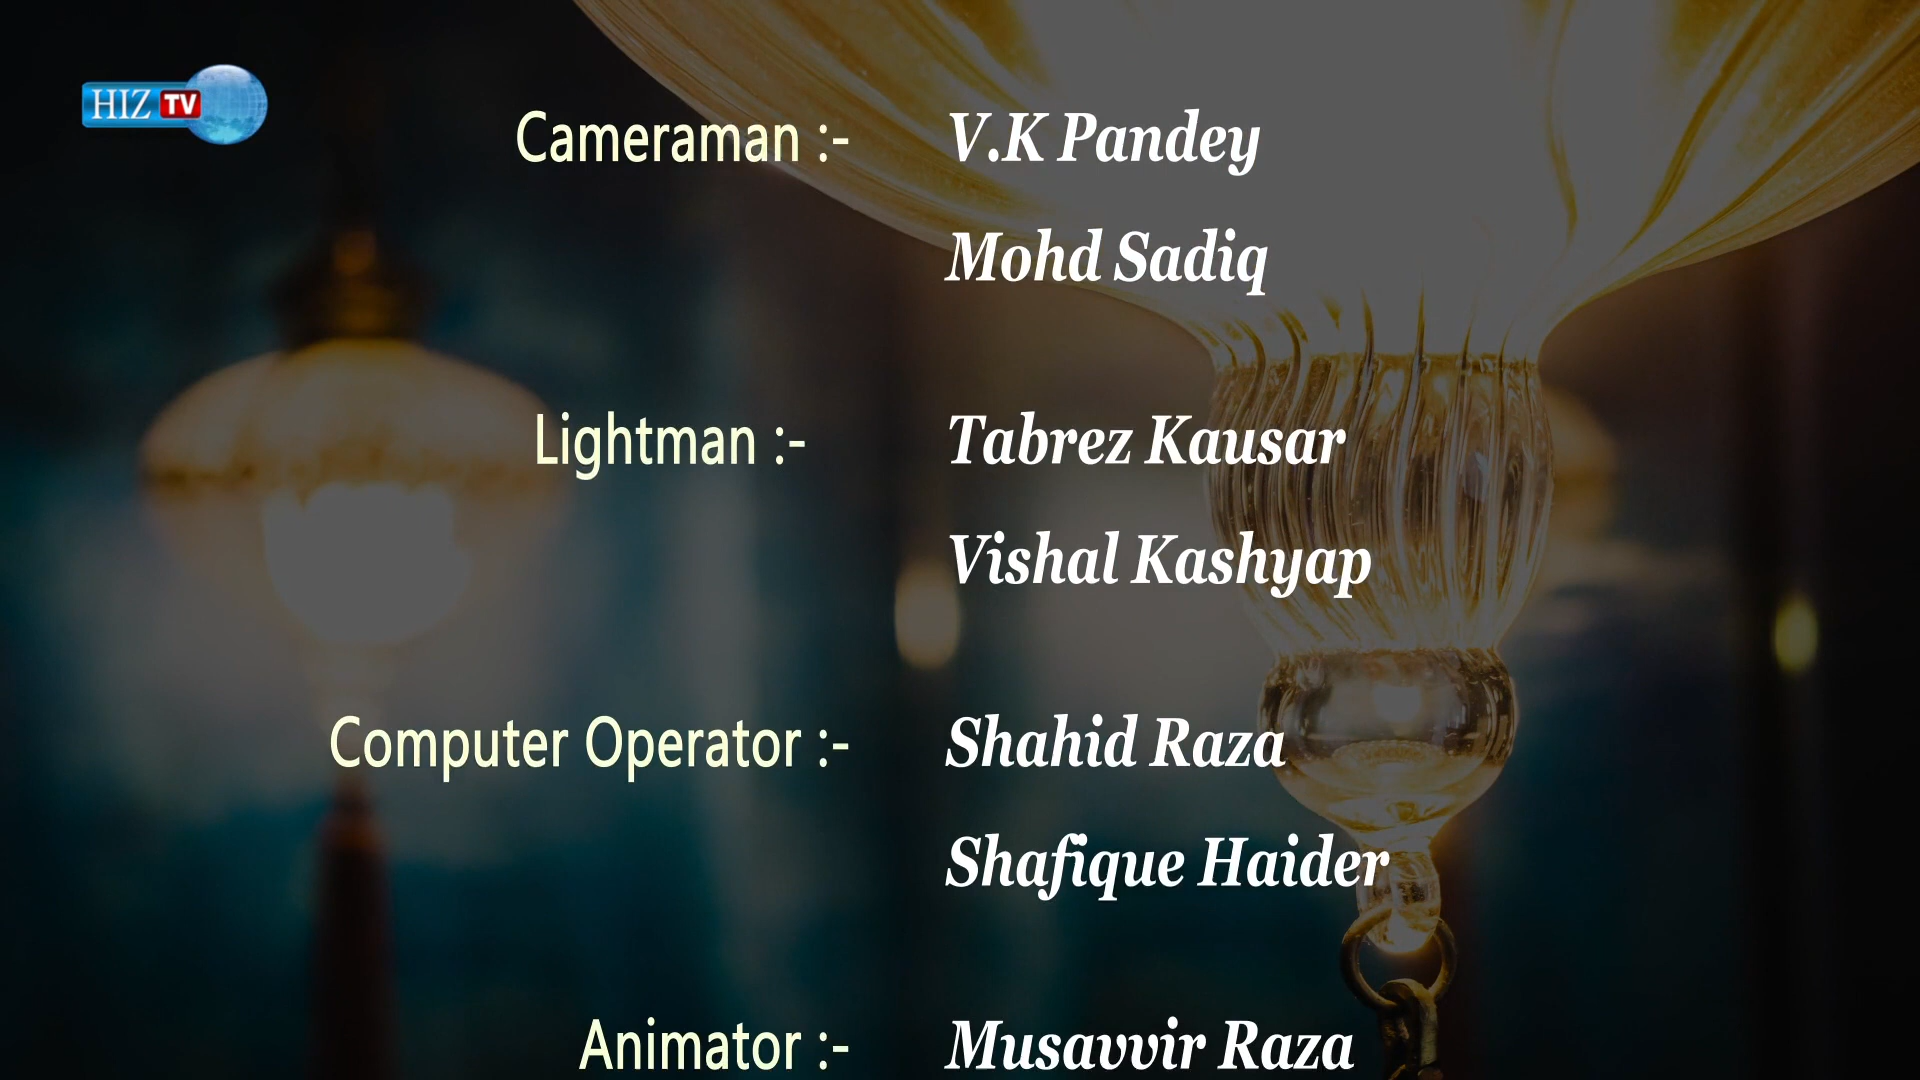 HIZ TV
Cameraman :- V.K Pandey
Mohd Sadiq
Lightman :- Tabrez Kausar
Vishal Kashyap
Computer Operator :- Shahid Raza
Shafique Haider
Animator :- Musavvir Raza